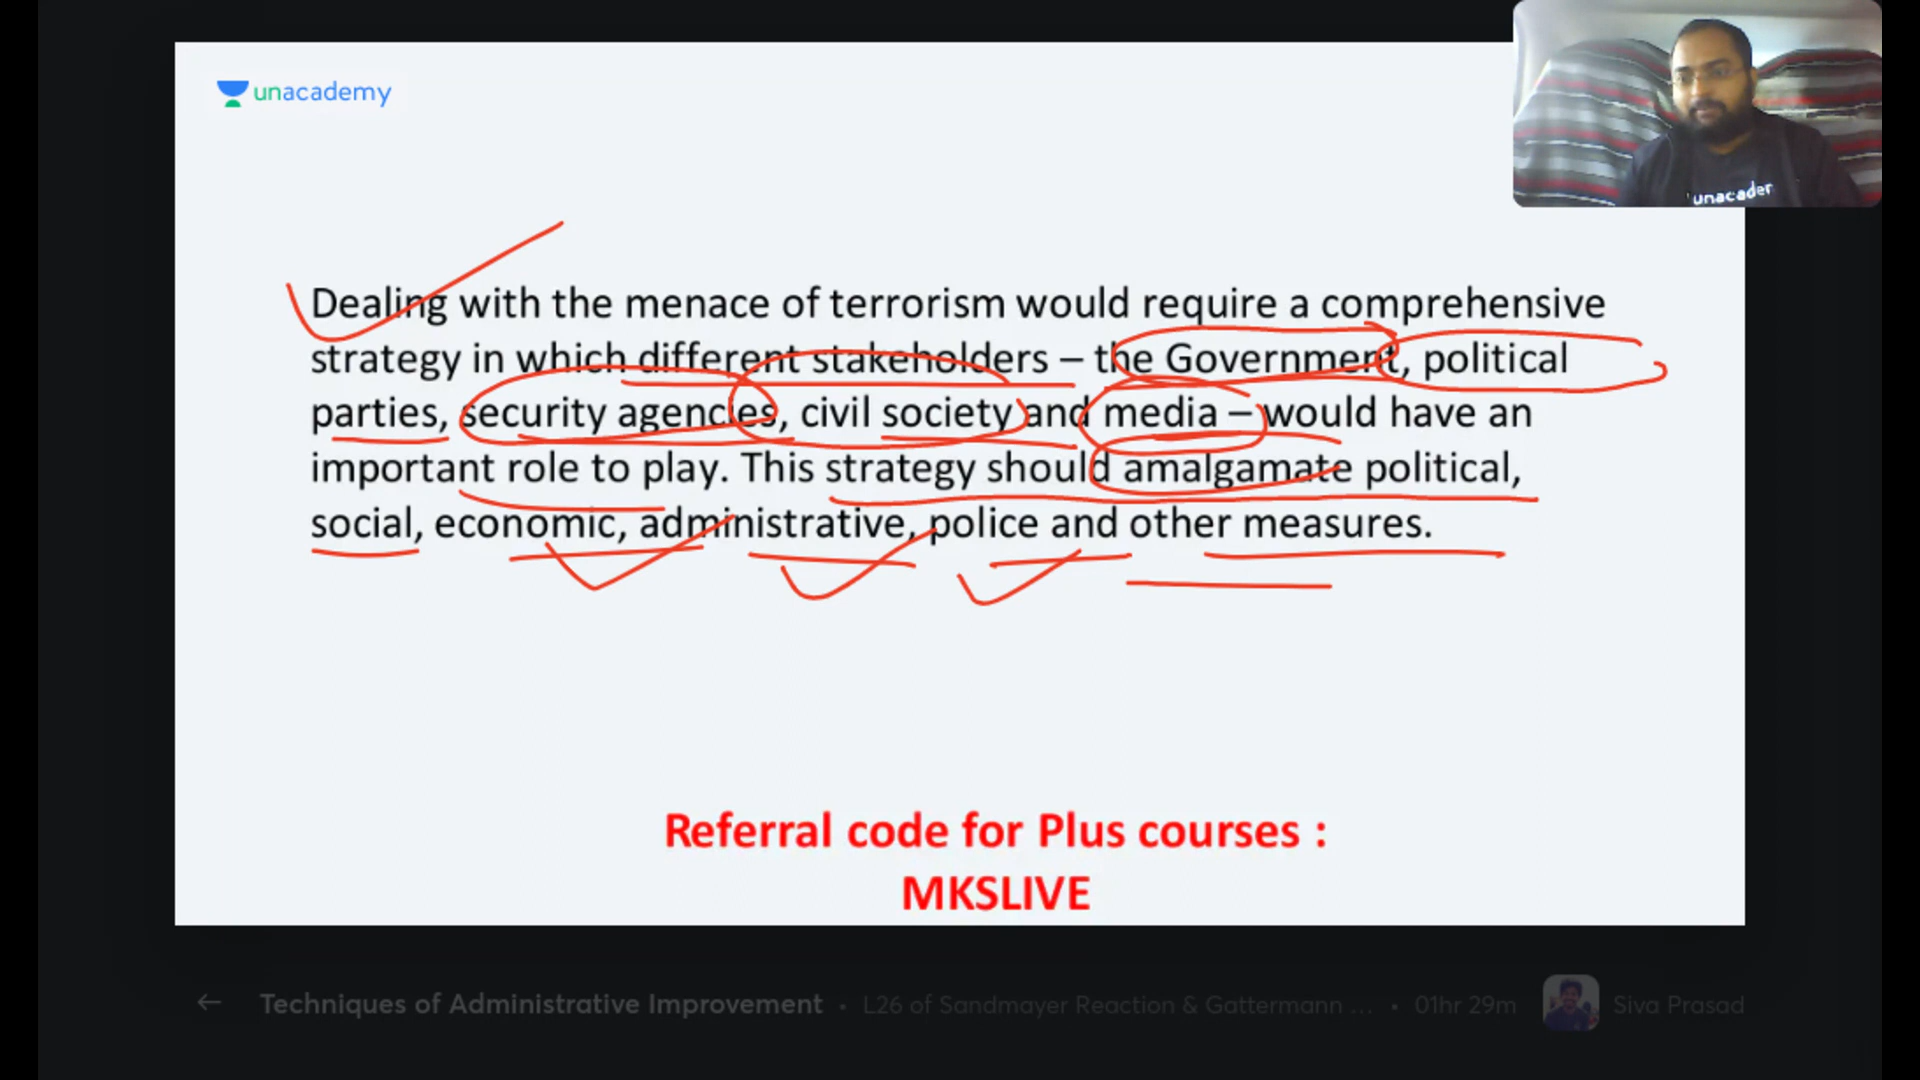 unacademy
unacader
Dealing with the menace of terrorism would require a comprehensive
strategy in which different stakeholders – the Government, political
parties, security agencies, civil society and media – would have an
important role to play. This strategy should amalgamate political,
social, economic, administrative, police and other measures.
Referral code for Plus courses :
MKSLIVE
Techniques of Administrative Improvement • L26 of Sandmayer Reaction & Gattermann ... • 01hr 29m Siva Prasad